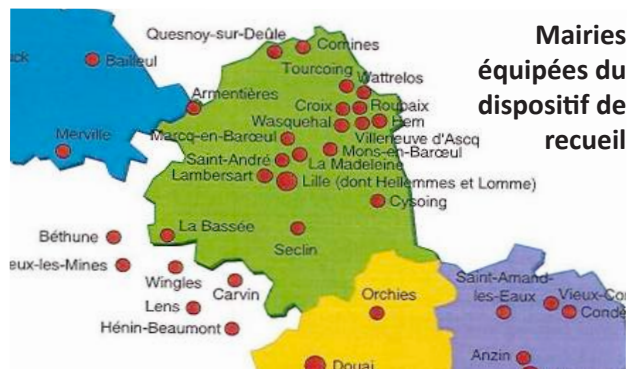 Mairies
équipées du
dispositif de
recueil
Quesnoy-sur-Deûle
Comines
Bailleul
Tourcoing
Wattrelos
Armentières
Croix
Roubaix
Wasquehal
Hem
Merville
Marcq-en-Barœul
Villeneuve d'Ascq
Mons-en-Barœul
Saint-André
La Madeleine
Lambersart
Lille (dont Hellemmes et Lomme)
Cysoing
Béthune
La Bassée
Seclin
Wingles
Carvin
Lens
Hénin-Beaumont
Orchies
Saint-Amand-
les-Eaux
Anzin
Douai